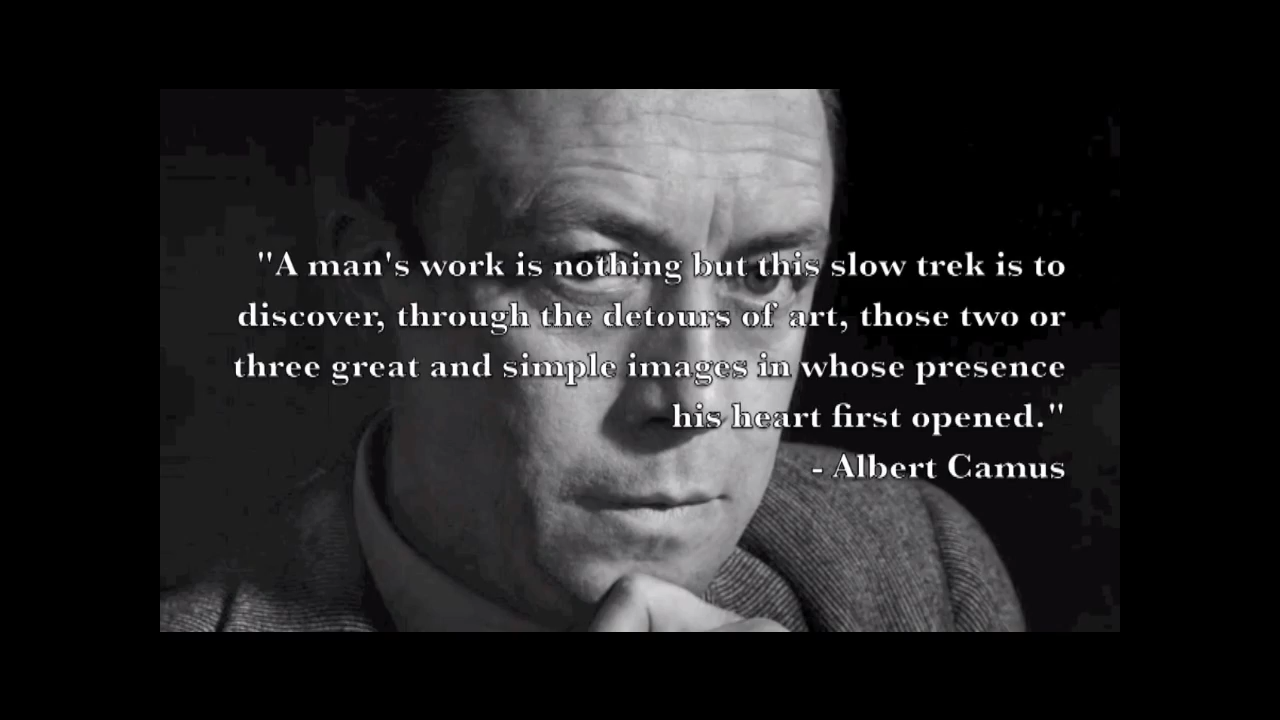 "A man's work is nothing but this slow trek is to
discover, through the detours of art, those two or
three great and simple images in whose presence
his heart first opened."
- Albert Camus